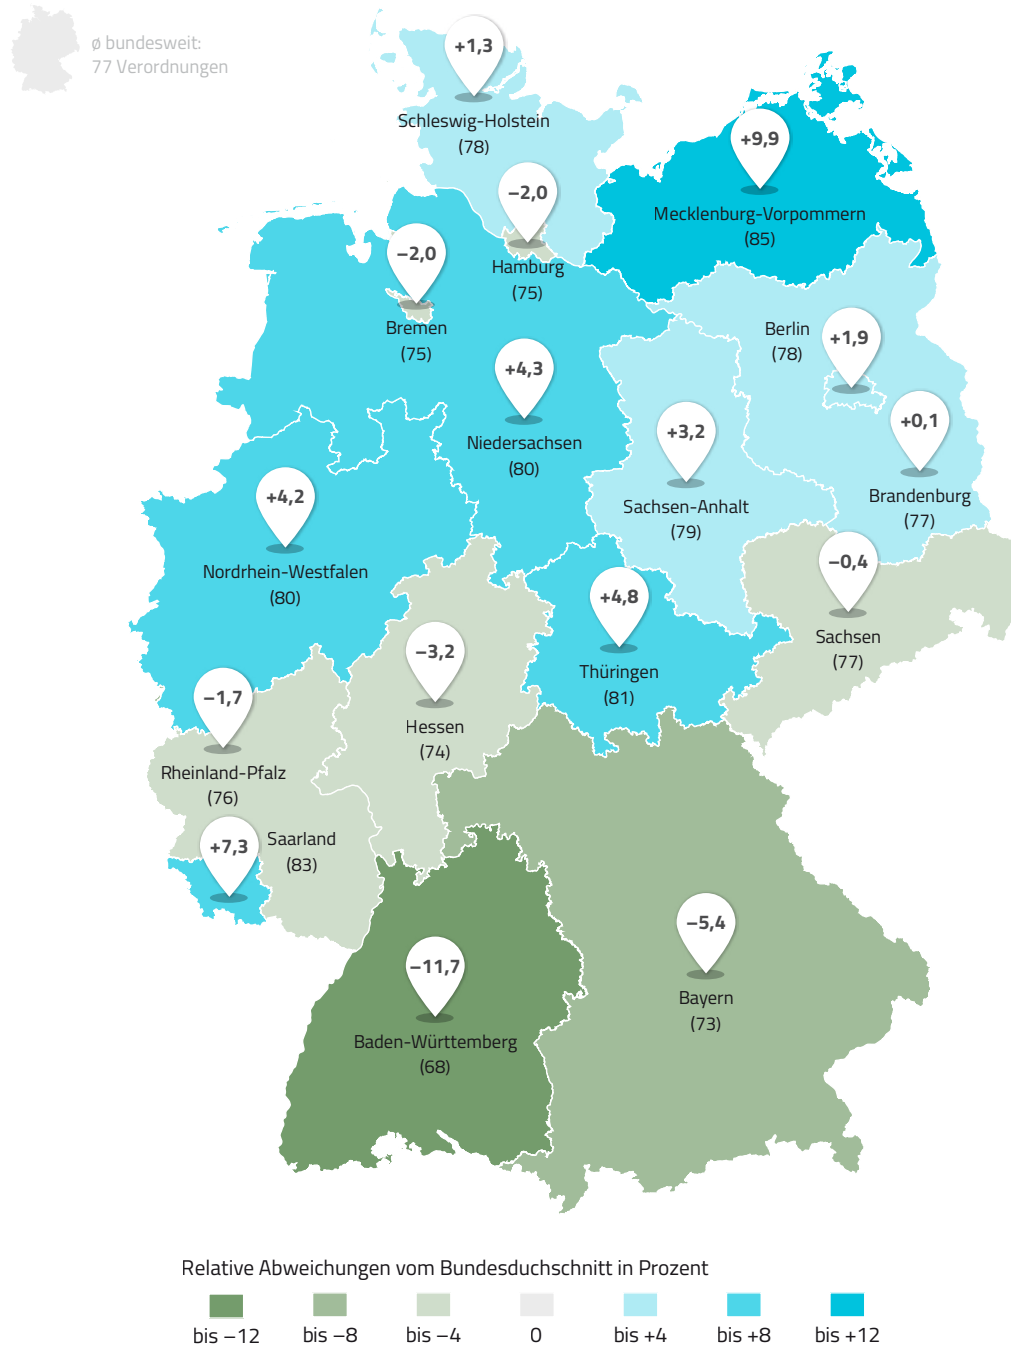 ø bundesweit:
77 Verordnungen
+1,3
Schleswig-Holstein
(78)
+9,9
Mecklenburg-Vorpommern
(85)
–2,0
Hamburg
(75)
–2,0
Bremen
(75)
Berlin
(78)
+1,9
+4,3
Niedersachsen
(80)
+3,2
Sachsen-Anhalt
(79)
+0,1
Brandenburg
(77)
+4,2
Nordrhein-Westfalen
(80)
–0,4
Sachsen
(77)
+4,8
Thüringen
(81)
–3,2
Hessen
(74)
–1,7
Rheinland-Pfalz
(76)
+7,3
Saarland
(83)
–5,4
Bayern
(73)
–11,7
Baden-Württemberg
(68)
Relative Abweichungen vom Bundesduchschnitt in Prozent
bis –12
bis –8
bis –4
0
bis +4
bis +8
bis +12